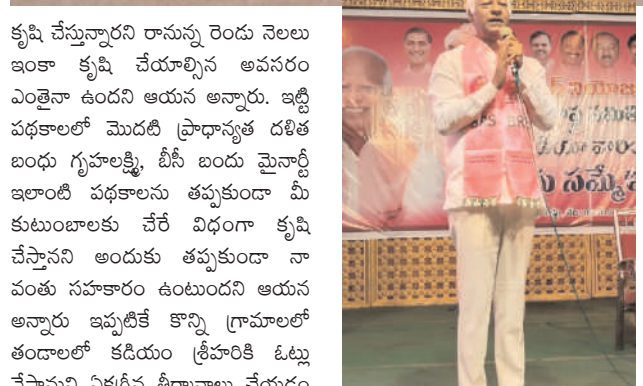 కృషి చేస్తున్నారని రానున్న రెండు నెలలు
ఇంకా కృషి చేయాల్సిన అవసరం
ఎంతైనా ఉందని ఆయన అన్నారు. ఇట్టి
పథకాలలో మొదటి ప్రాధాన్యత దళిత
బంధు గృహలక్ష్మి, బీసీ బందు మైనార్టీ
ఇలాంటి పథకాలను తప్పకుండా మీ
కుటుంబాలకు చేరే విధంగా కృషి
చేస్తానని అందుకు తప్పకుండా నా
వంతు సహకారం ఉంటుందని ఆయన
అన్నారు ఇప్పటికే కొన్ని గ్రామాలలో
తండాలలో కడియం శ్రీహరికి ఓట్లు
సమ్మే